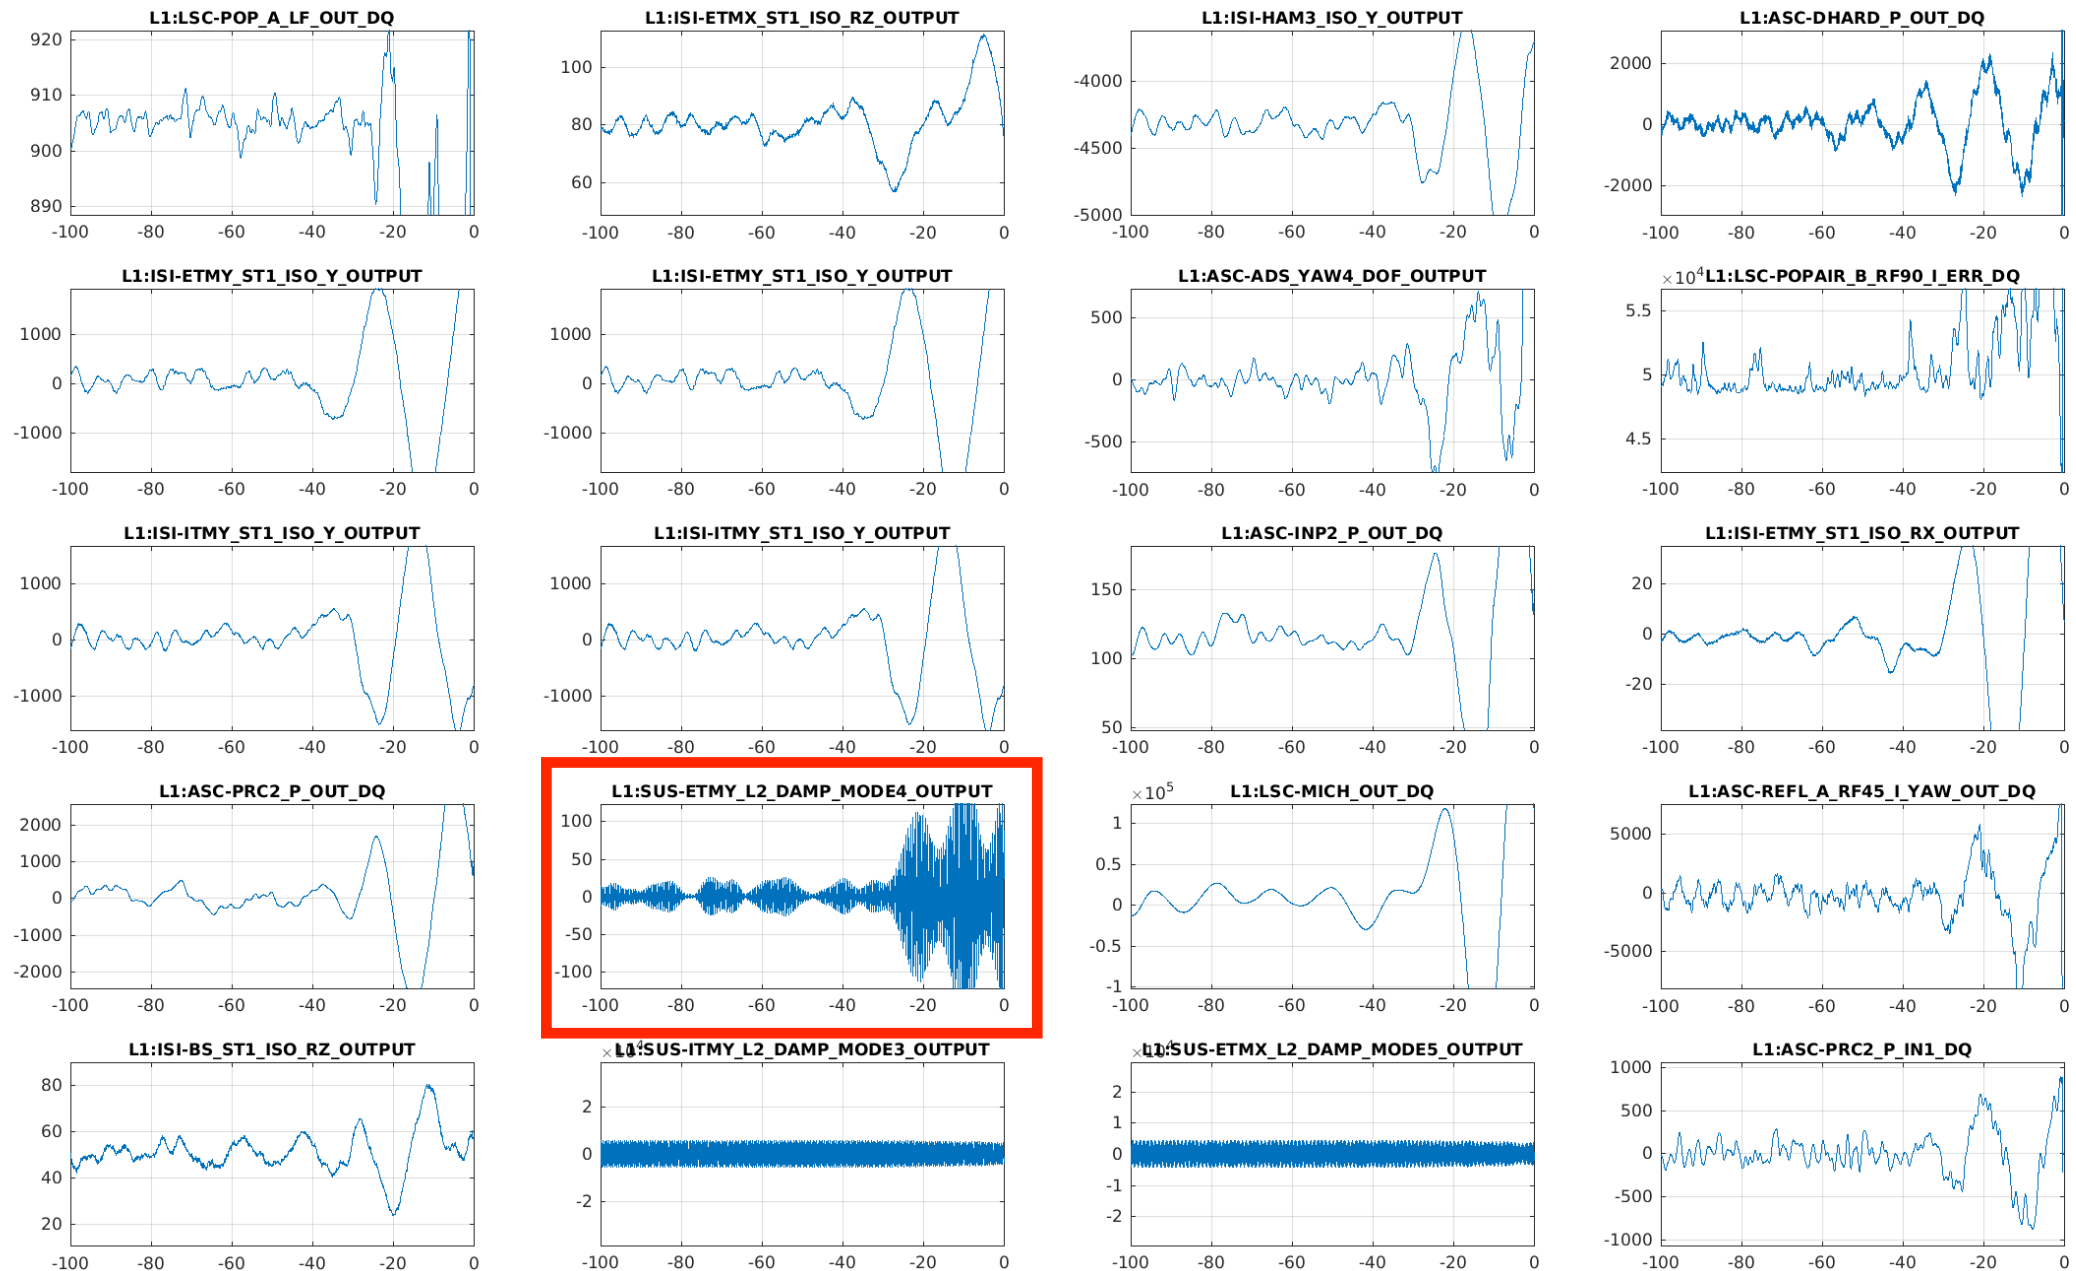 L1:LSC-POP_A_LF_OUT_DQ
920
910
900
890
-100 -80 -60 -40 -20 0
L1:ISI-ETMX_ST1_ISO_RZ_OUTPUT
100
80
60
-100 -80 -60 -40 -20 0
L1:ISI-HAM3_ISO_Y_OUTPUT
-4000
-4500
-5000
-100 -80 -60 -40 -20 0
L1:ASC-DHARD_P_OUT_DQ
2000
0
-2000
-100 -80 -60 -40 -20 0
L1:ISI-ETMY_ST1_ISO_Y_OUTPUT
1000
0
-1000
-100 -80 -60 -40 -20 0
L1:ISI-ETMY_ST1_ISO_Y_OUTPUT
1000
0
-1000
-100 -80 -60 -40 -20 0
L1:ASC-ADS_YAW4_DOF_OUTPUT
500
0
-500
-100 -80 -60 -40 -20 0
×10⁴ L1:LSC-POPAIR_B_RF90_I_ERR_DQ
5.5
5
4.5
-100 -80 -60 -40 -20 0
L1:ISI-ITMY_ST1_ISO_Y_OUTPUT
1000
0
-1000
-100 -80 -60 -40 -20 0
L1:ISI-ITMY_ST1_ISO_Y_OUTPUT
1000
0
-1000
-100 -80 -60 -40 -20 0
L1:ASC-INP2_P_OUT_DQ
150
100
50
-100 -80 -60 -40 -20 0
L1:ISI-ETMY_ST1_ISO_RX_OUTPUT
20
0
-20
-100 -80 -60 -40 -20 0
L1:ASC-PRC2_P_OUT_DQ
2000
1000
0
-1000
-2000
-100 -80 -60 -40 -20 0
L1:SUS-ETMY_L2_DAMP_MODE4_OUTPUT
100
50
0
-50
-100
-100 -80 -60 -40 -20 0
×10⁵ L1:LSC-MICH_OUT_DQ
1
0.5
0
-0.5
-1
-100 -80 -60 -40 -20 0
L1:ASC-REFL_A_RF45_I_YAW_OUT_DQ
5000
0
-5000
-100 -80 -60 -40 -20 0
L1:ISI-BS_ST1_ISO_RZ_OUTPUT
80
60
40
20
-100 -80 -60 -40 -20 0
×10⁴ L1:SUS-ITMY_L2_DAMP_MODE3_OUTPUT
2
0
-2
-100 -80 -60 -40 -20 0
×10⁴ L1:SUS-ETMX_L2_DAMP_MODE5_OUTPUT
2
1
0
-1
-2
-100 -80 -60 -40 -20 0
L1:ASC-PRC2_P_IN1_DQ
1000
500
0
-500
-1000
-100 -80 -60 -40 -20 0